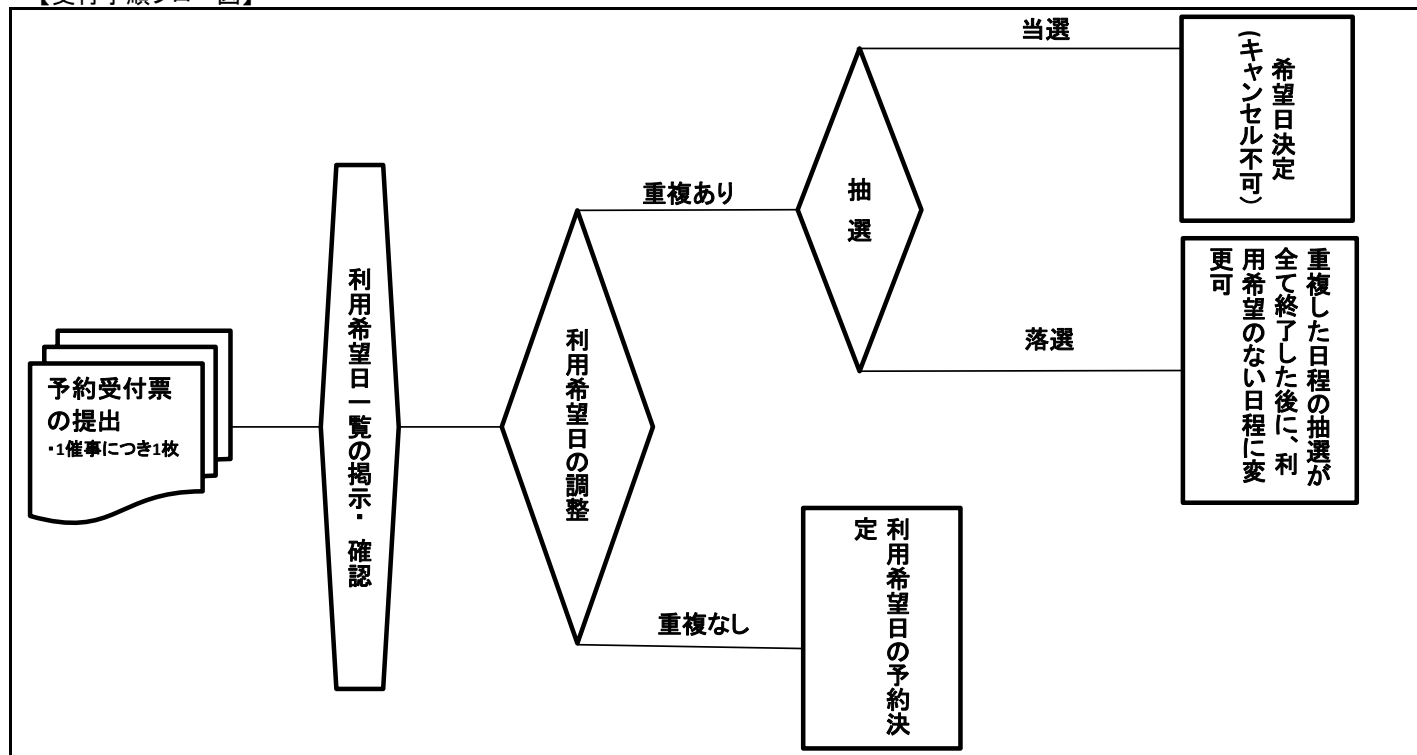 【受付手順フロー図】
予約受付票
の提出
・1催事につき1枚
利用希望日一覧の掲示・確認
利用希望日の調整
重複あり
抽選
当選
希望日決定
(キャンセル不可)
落選
重複した日程の抽選が
全て終了した後に、利
用希望のない日程に変
更可
重複なし
利用希望日の予約決
定